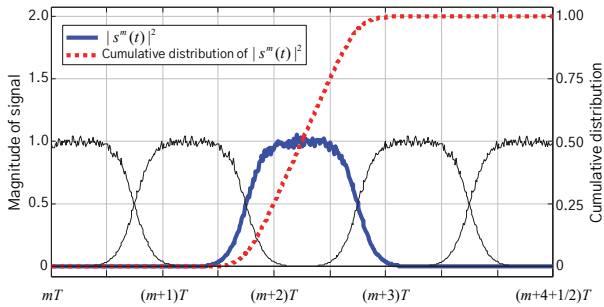 |s^m(t)|^2
Cumulative distribution of |s^m(t)|^2
Magnitude of signal
2.0
1.5
1.0
0.5
0
Cumulative distribution
1.00
0.75
0.50
0.25
0
mT (m+1)T (m+2)T (m+3)T (m+4+1/2)T